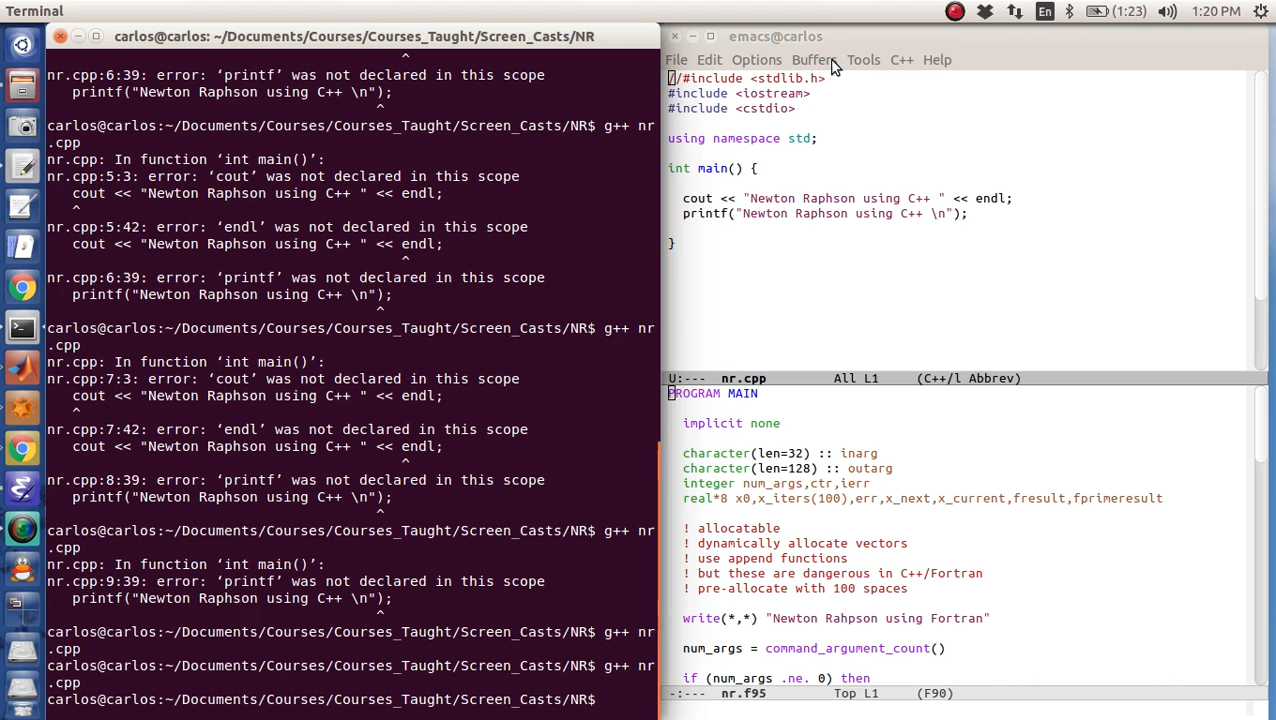 Terminal
En
(1:23)
1:20 PM
carlos@carlos: ~/Documents/Courses/Courses_Taught/Screen_Casts/NR
^
nr.cpp:6:39: error: ‘printf’ was not declared in this scope
printf("Newton Raphson using C++ \n");
^
carlos@carlos:~/Documents/Courses/Courses_Taught/Screen_Casts/NR$ g++ nr
.cpp
nr.cpp: In function ‘int main()’:
nr.cpp:5:3: error: ‘cout’ was not declared in this scope
cout << "Newton Raphson using C++ " << endl;
^
nr.cpp:5:42: error: ‘endl’ was not declared in this scope
cout << "Newton Raphson using C++ " << endl;
^
nr.cpp:6:39: error: ‘printf’ was not declared in this scope
printf("Newton Raphson using C++ \n");
^
carlos@carlos:~/Documents/Courses/Courses_Taught/Screen_Casts/NR$ g++ nr
.cpp
nr.cpp: In function ‘int main()’:
nr.cpp:7:3: error: ‘cout’ was not declared in this scope
cout << "Newton Raphson using C++ " << endl;
^
nr.cpp:7:42: error: ‘endl’ was not declared in this scope
cout << "Newton Raphson using C++ " << endl;
^
nr.cpp:8:39: error: ‘printf’ was not declared in this scope
printf("Newton Raphson using C++ \n");
^
carlos@carlos:~/Documents/Courses/Courses_Taught/Screen_Casts/NR$ g++ nr
.cpp
nr.cpp: In function ‘int main()’:
nr.cpp:9:39: error: ‘printf’ was not declared in this scope
printf("Newton Raphson using C++ \n");
^
carlos@carlos:~/Documents/Courses/Courses_Taught/Screen_Casts/NR$ g++ nr
.cpp
carlos@carlos:~/Documents/Courses/Courses_Taught/Screen_Casts/NR$ g++ nr
.cpp
carlos@carlos:~/Documents/Courses/Courses_Taught/Screen_Casts/NR$
emacs@carlos
File Edit Options Buffers Tools C++ Help
//#include <stdlib.h>
#include <iostream>
#include <cstdio>
using namespace std;
int main() {
cout << "Newton Raphson using C++ " << endl;
printf("Newton Raphson using C++ \n");
}
U:--- nr.cpp All L1 (C++/l Abbrev)
PROGRAM MAIN
implicit none
character(len=32) :: inarg
character(len=128) :: outarg
integer num_args,ctr,ierr
real*8 x0,x_iters(100),err,x_next,x_current,fresult,fprimeresult
! allocatable
! dynamically allocate vectors
! use append functions
! but these are dangerous in C++/Fortran
! pre-allocate with 100 spaces
write(*,*) "Newton Rahpson using Fortran"
num_args = command_argument_count()
if (num_args .ne. 0) then
-:--- nr.f95 Top L1 (F90)